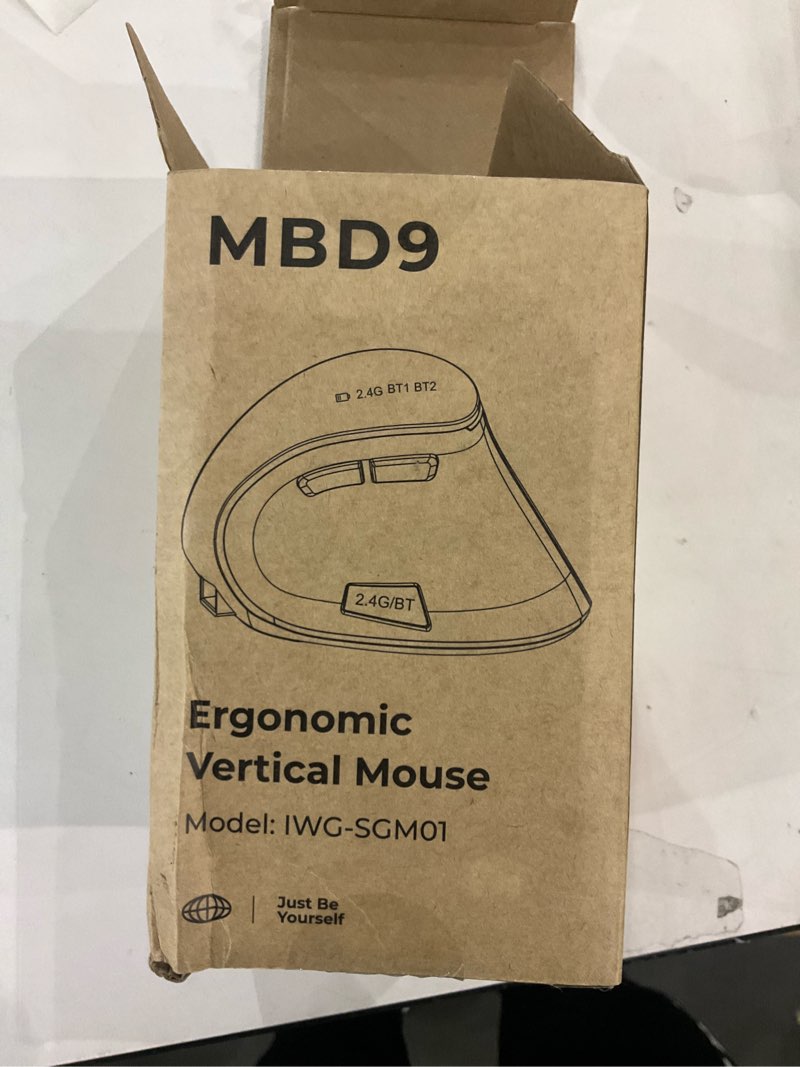 MBD9
2.4G BT1 BT2
2.4G/BT
Ergonomic
Vertical Mouse
Model: IWG-SGM01
Just Be
Yourself